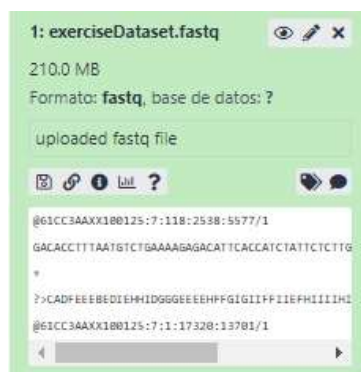 1: exerciseDataset.fastq
210.0 MB
Formato: fastq, base de datos: ?
uploaded fastq file
@61CC3AAXX100125:7:118:2538:5577/1
GACACCTTTAATGTCTGAAAAGAGACATTCACCATCTATTCTCTTG
+
?>CADFEEEBEDIEHHIDGGGEEEEHFFGIGIIFFIIEFHIIIIHI
@61CC3AAXX100125:7:1:17320:13701/1